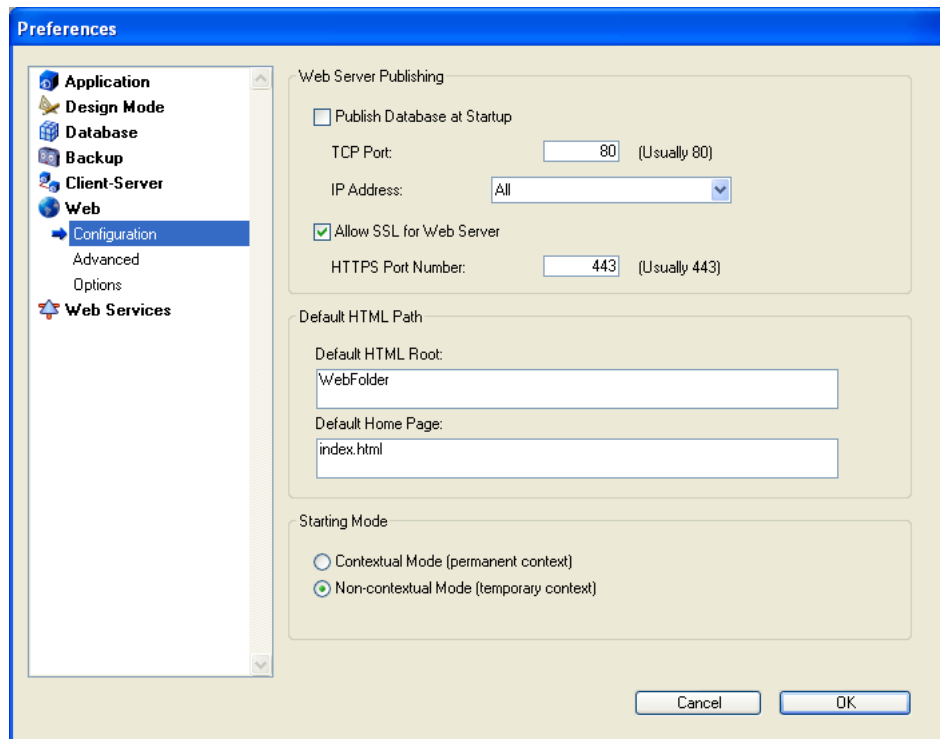 Preferences
Application
Design Mode
Database
Backup
Client-Server
Web
Configuration
Advanced
Options
Web Services
Web Server Publishing
Publish Database at Startup
TCP Port: 80 (Usually 80)
IP Address: All
Allow SSL for Web Server
HTTPS Port Number: 443 (Usually 443)
Default HTML Path
Default HTML Root:
WebFolder
Default Home Page:
index.html
Starting Mode
Contextual Mode (permanent context)
Non-contextual Mode (temporary context)
Cancel OK